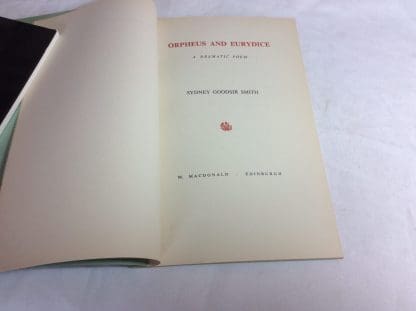 ORPHEUS AND EURYDICE
A DRAMATIC POEM
SYDNEY GOODSIR SMITH
M. MACDONALD · EDINBURGH